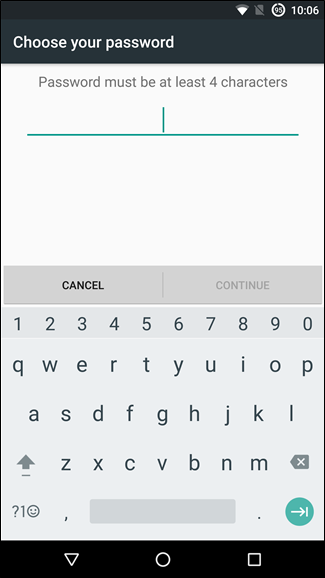 95 10:06
Choose your password
Password must be at least 4 characters
CANCEL CONTINUE
1 2 3 4 5 6 7 8 9 0
q w e r t y u i o p
a s d f g h j k l
z x c v b n m
?1☺ , .